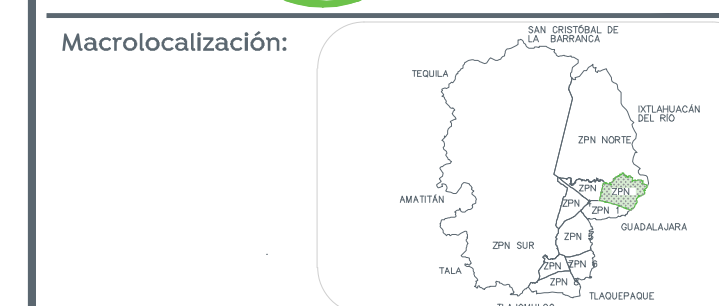 Macrolocalización:
SAN CRISTÓBAL DE
LA BARRANCA
TEQUILA
IXTLAHUACÁN
DEL RÍO
ZPN NORTE
ZPN
ZPN
AMATITÁN
ZPN
ZPN 1
GUADALAJARA
ZPN 5
ZPN SUR
ZPN
ZPN 6
TALA
ZPN
TLAQUEPAQUE